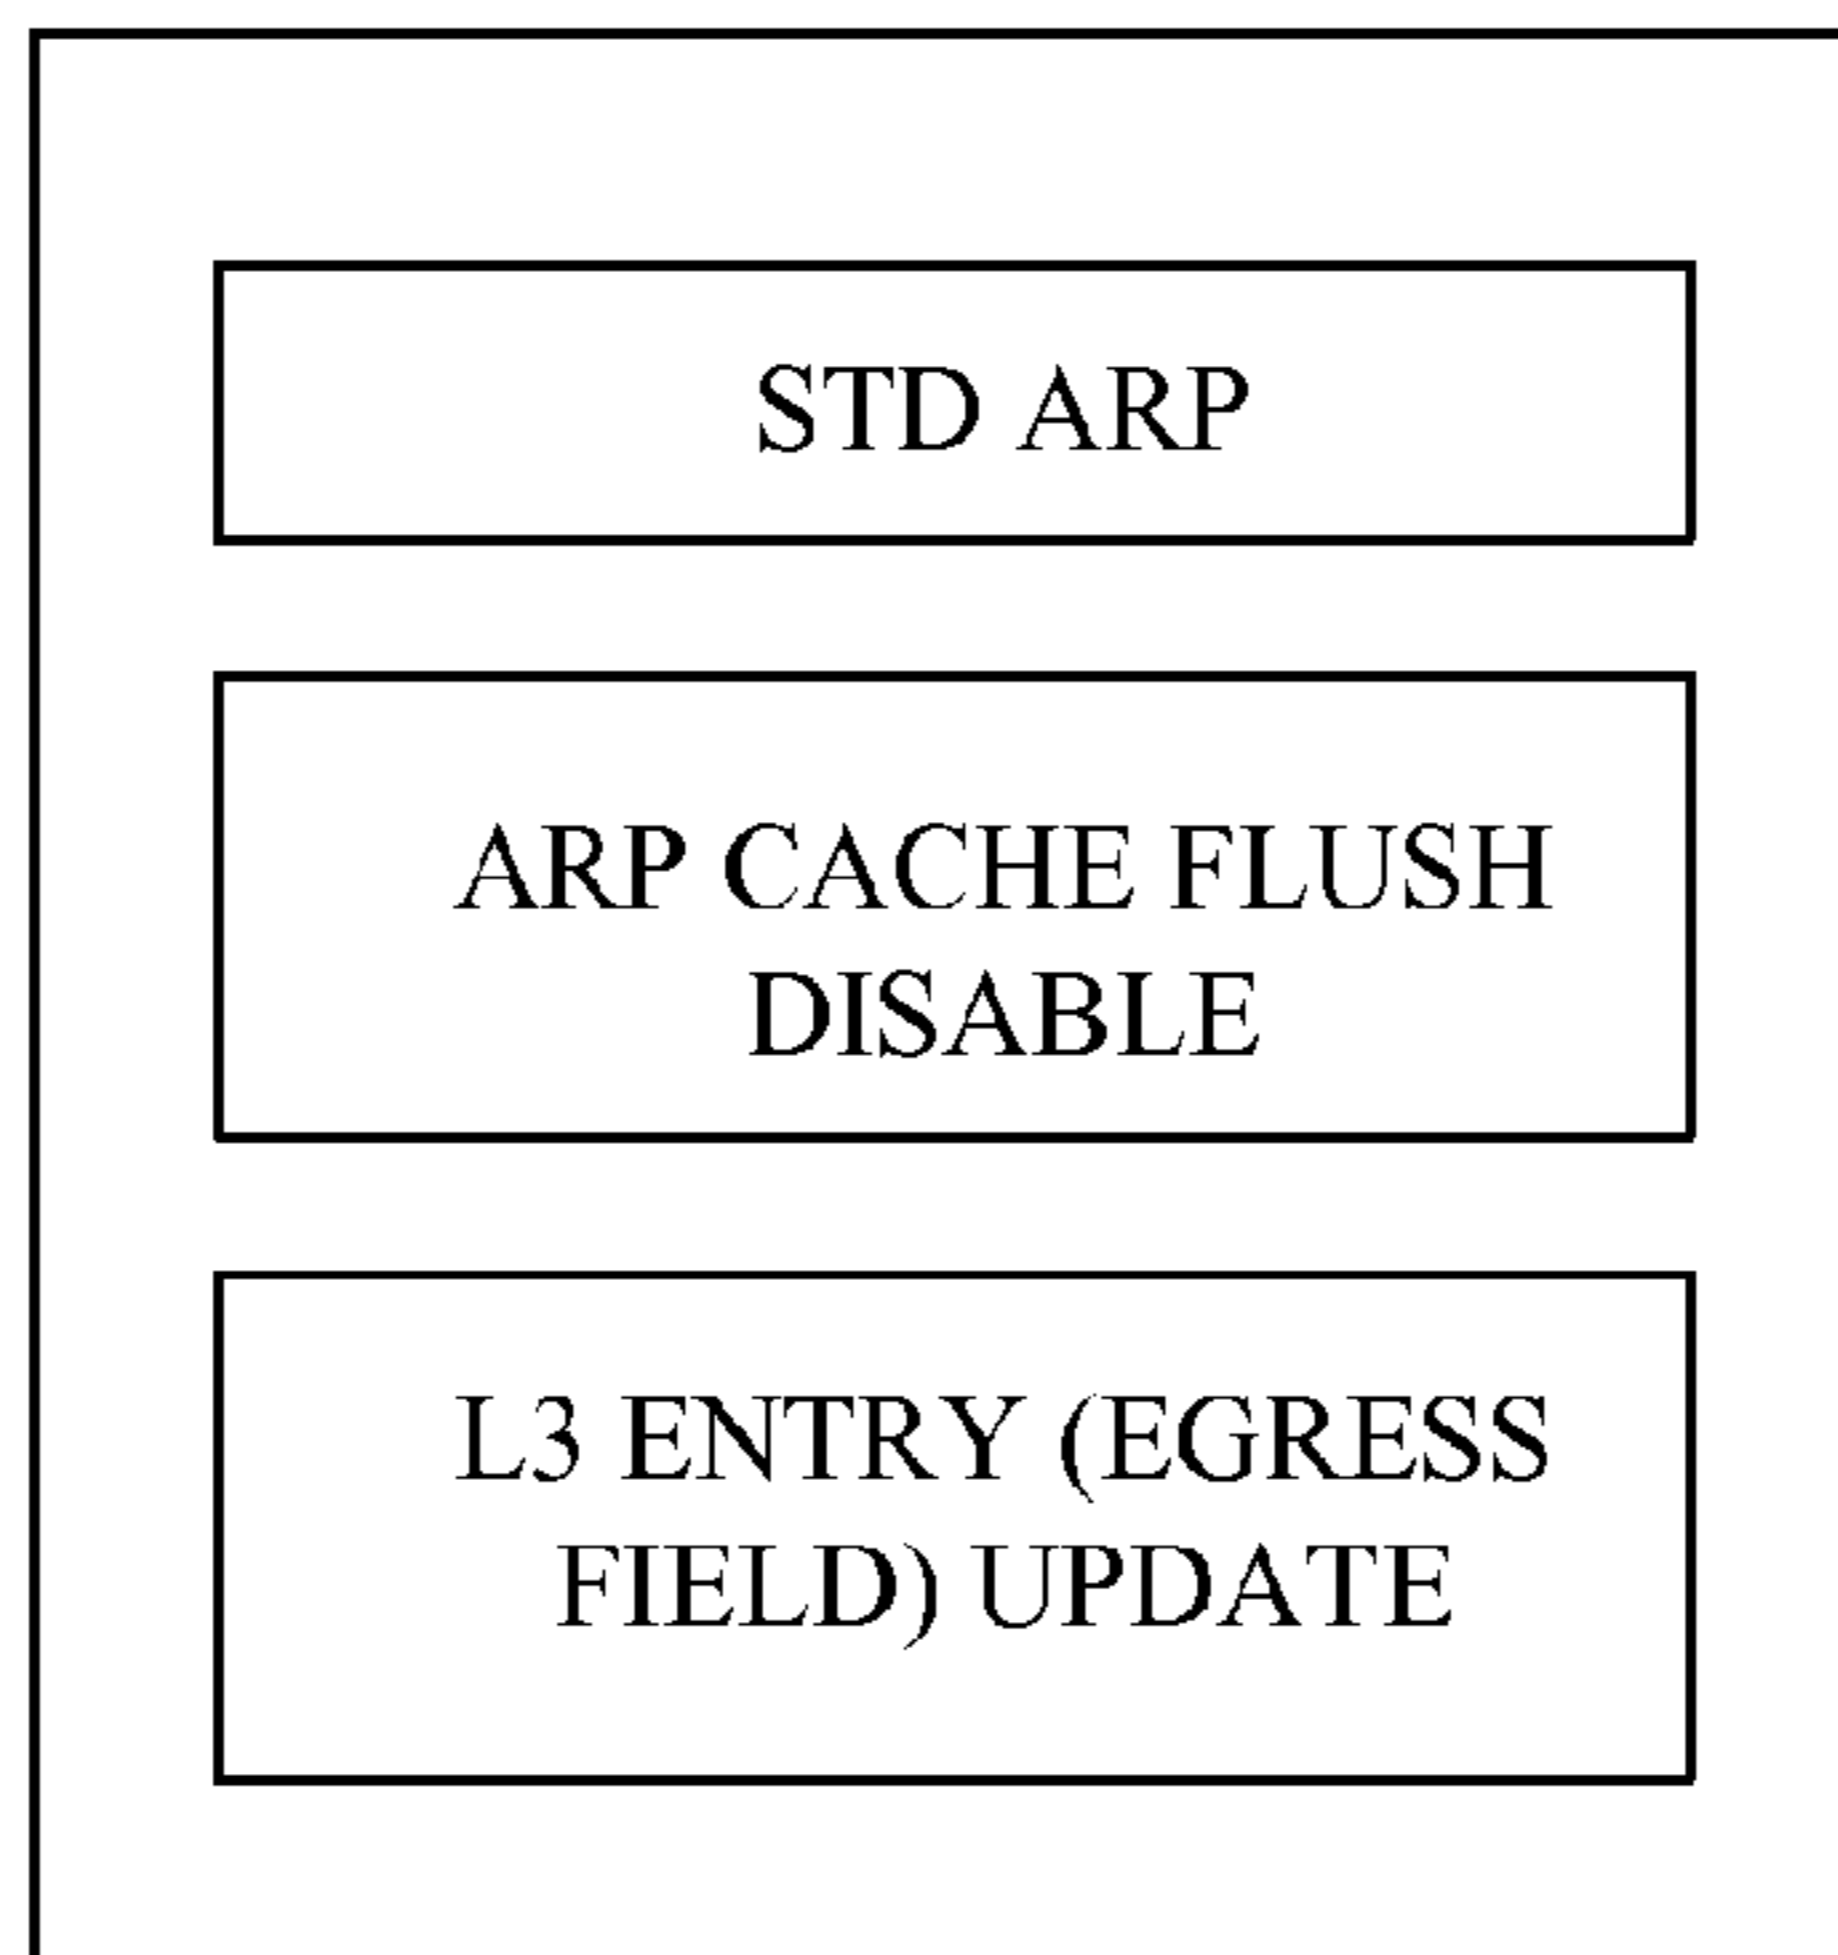 STD ARP
ARP CACHE FLUSH
DISABLE
L3 ENTRY (EGRESS
FIELD) UPDATE